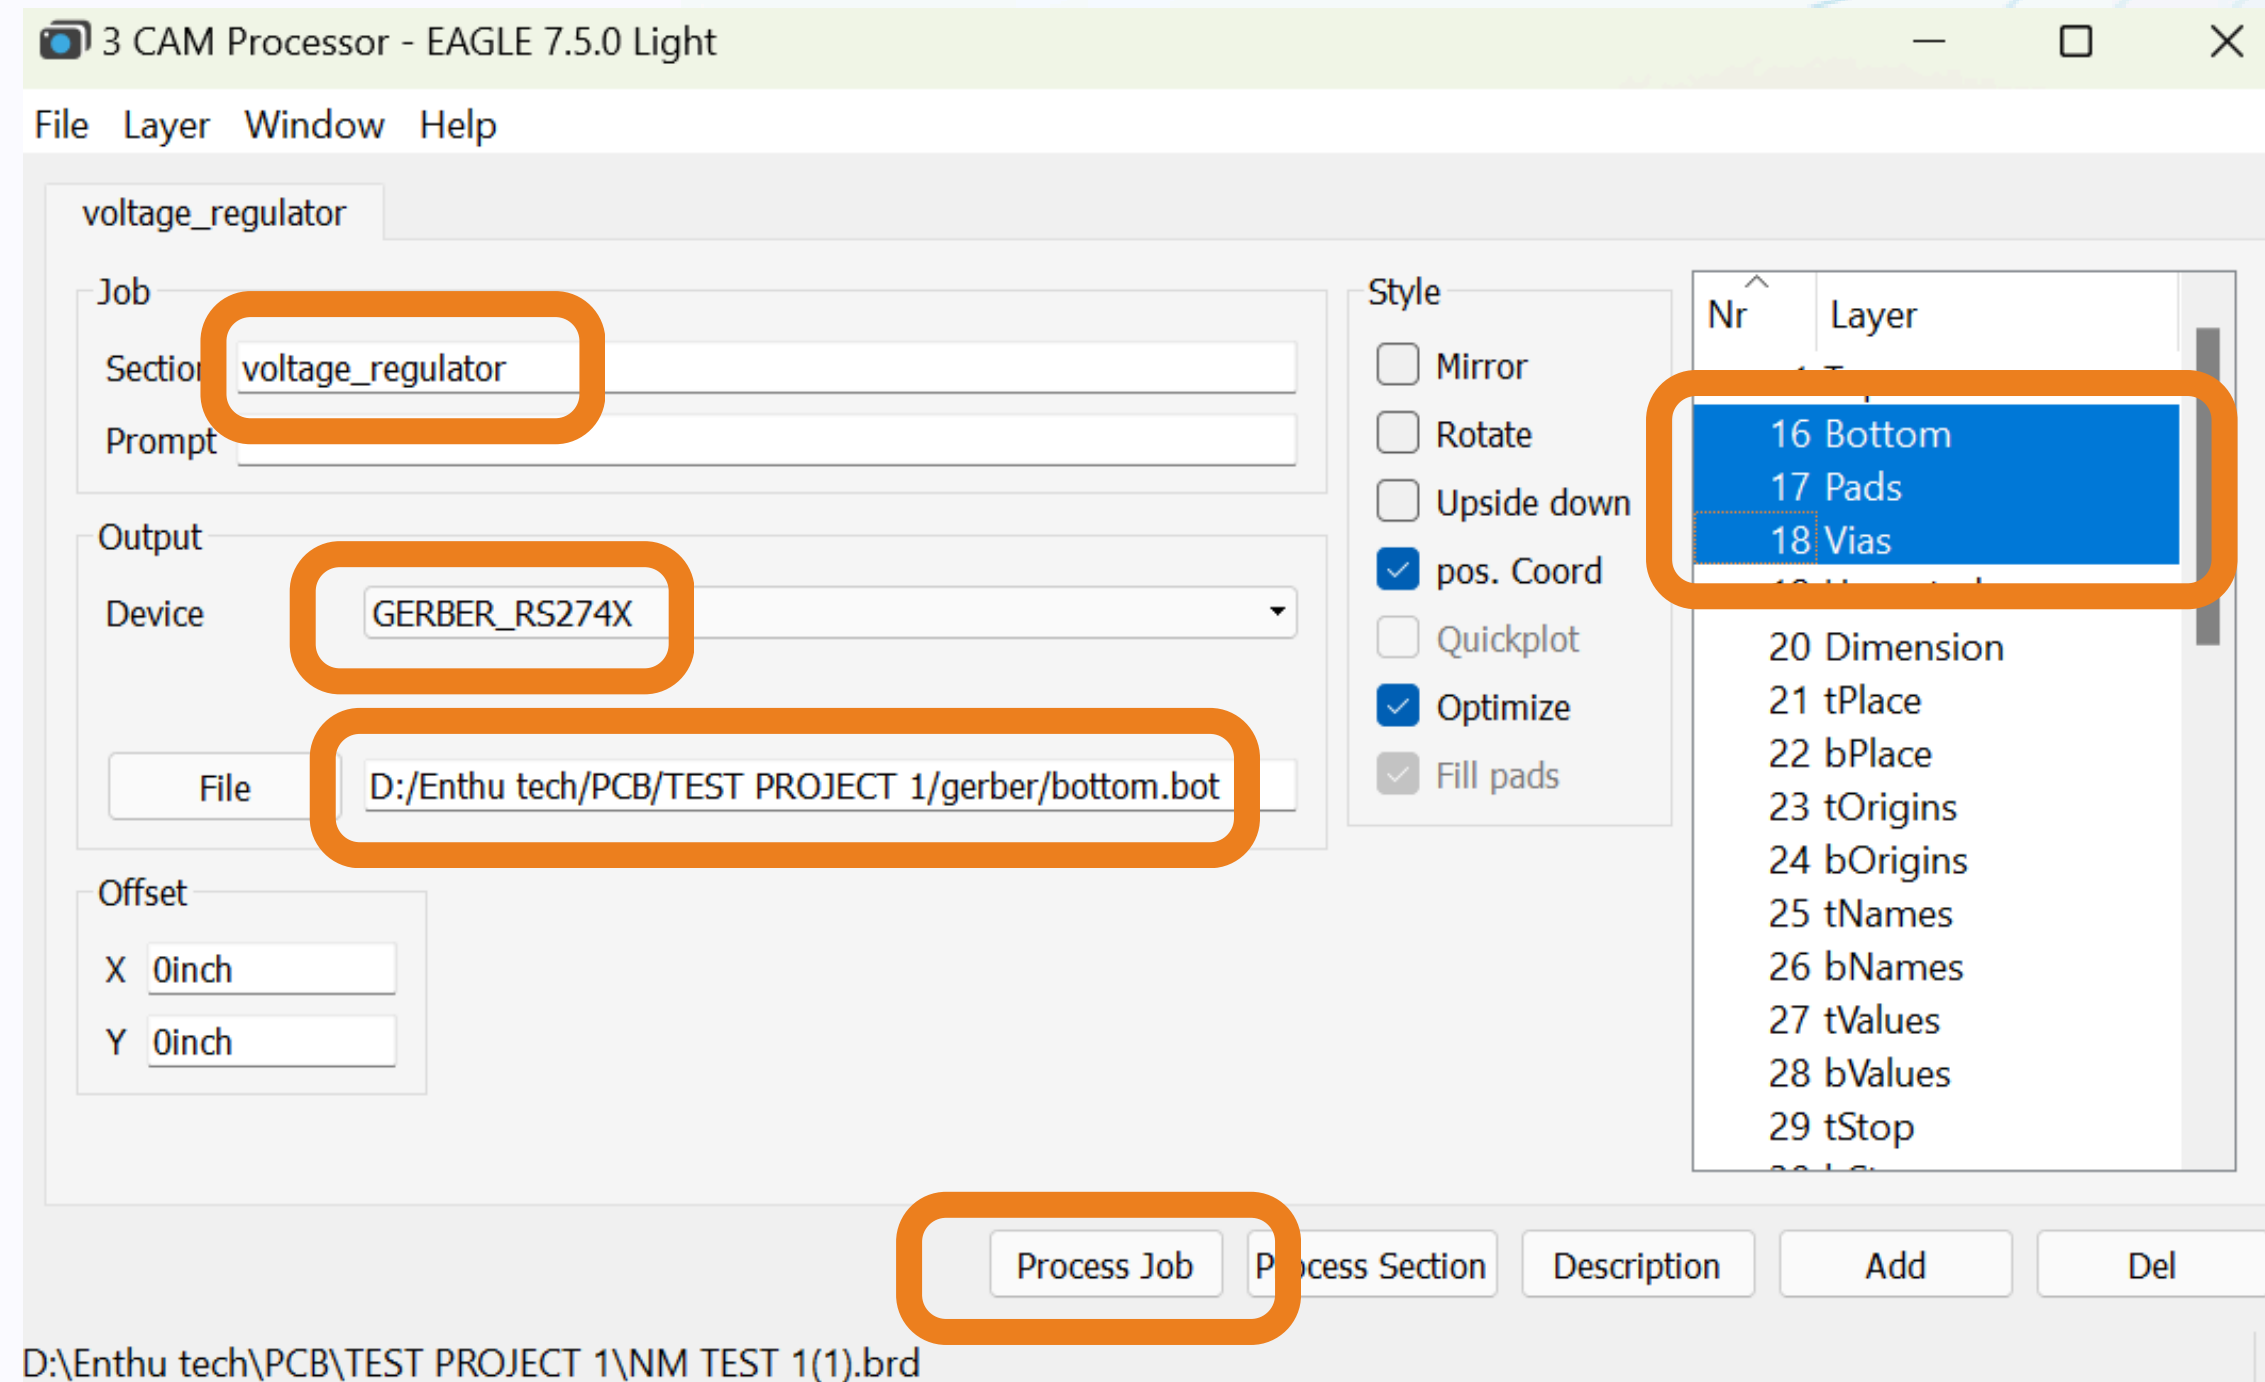 3 CAM Processor - EAGLE 7.5.0 Light
File Layer Window Help
voltage_regulator
Job
Section voltage_regulator
Prompt
Output
Device GERBER_RS274X
File D:/Enthu tech/PCB/TEST PROJECT 1/gerber/bottom.bot
Offset
X 0inch
Y 0inch
Style
Mirror
Rotate
Upside down
pos. Coord
Quickplot
Optimize
Fill pads
Nr Layer
16 Bottom
17 Pads
18 Vias
20 Dimension
21 tPlace
22 bPlace
23 tOrigins
24 bOrigins
25 tNames
26 bNames
27 tValues
28 bValues
29 tStop
Process Job Process Section Description Add Del
D:\Enthu tech\PCB\TEST PROJECT 1\NM TEST 1(1).brd